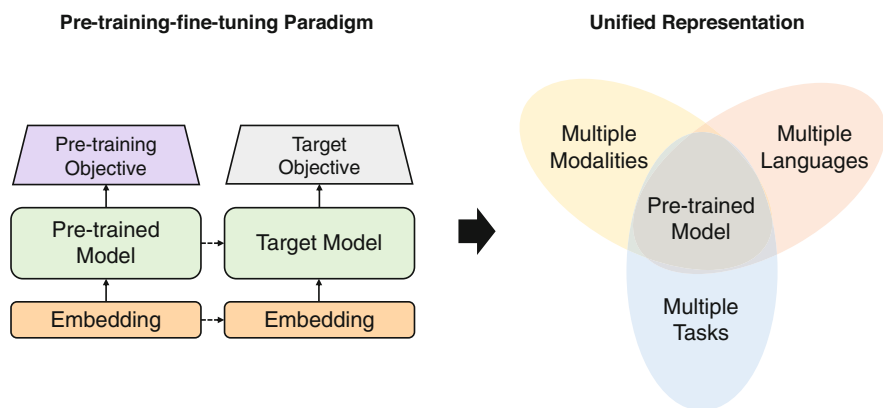 Pre-training-fine-tuning Paradigm
Pre-training
Objective
Target
Objective
Pre-trained
Model
Target Model
Embedding
Embedding
Unified Representation
Multiple
Modalities
Multiple
Languages
Pre-trained
Model
Multiple
Tasks